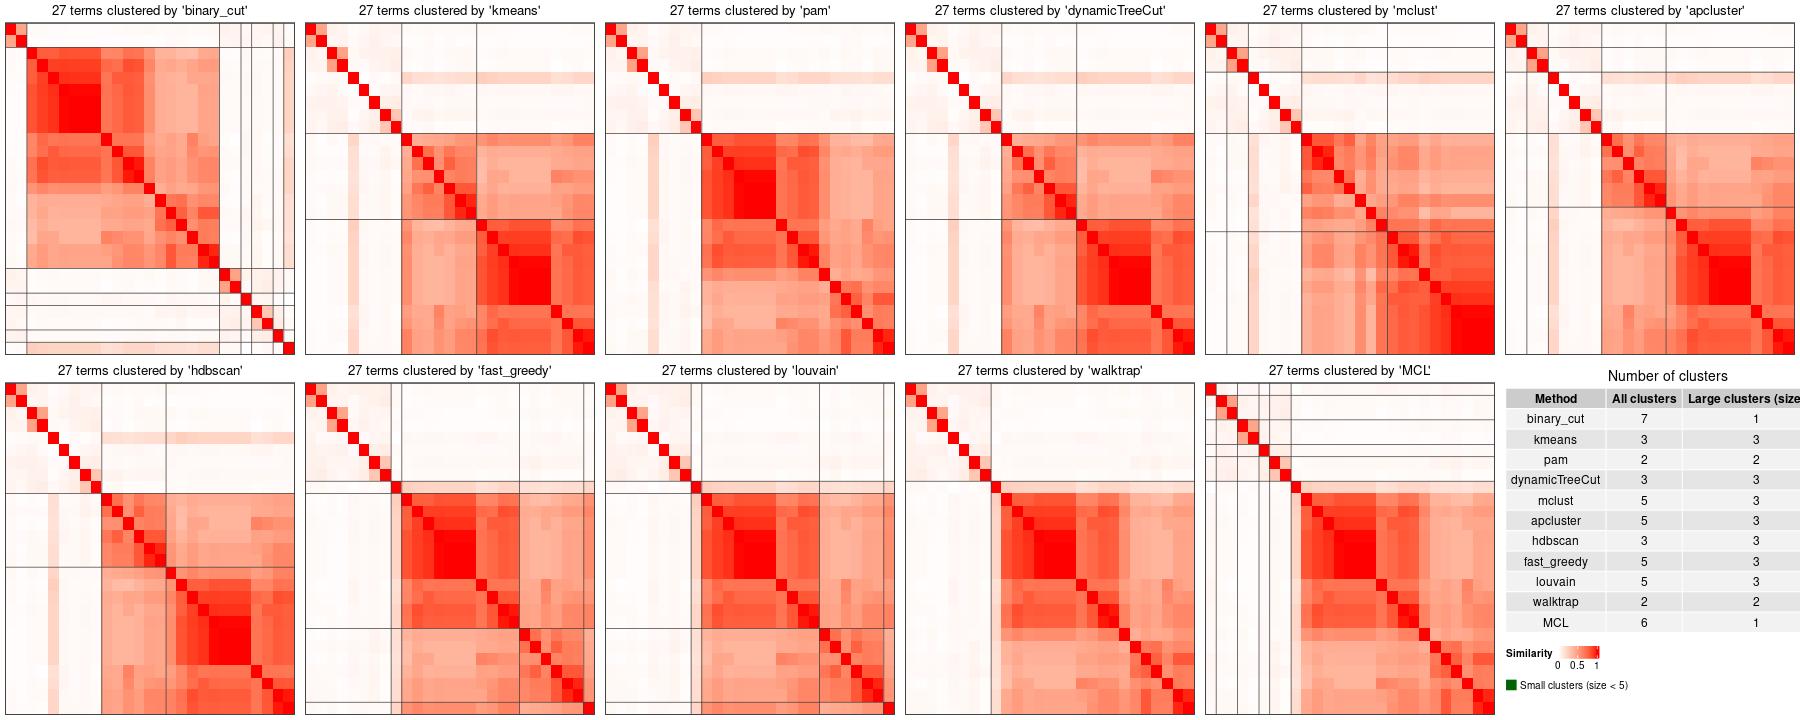 27 terms clustered by 'binary_cut'
27 terms clustered by 'kmeans'
27 terms clustered by 'pam'
27 terms clustered by 'dynamicTreeCut'
27 terms clustered by 'mclust'
27 terms clustered by 'apcluster'
27 terms clustered by 'hdbscan'
27 terms clustered by 'fast_greedy'
27 terms clustered by 'louvain'
27 terms clustered by 'walktrap'
27 terms clustered by 'MCL'
Number of clusters
Method All clusters Large clusters (size
binary_cut 7 1
kmeans 3 3
pam 2 2
dynamicTreeCut 3 3
mclust 5 3
apcluster 5 3
hdbscan 3 3
fast_greedy 5 3
louvain 5 3
walktrap 2 2
MCL 6 1
Similarity
0 0.5 1
Small clusters (size < 5)